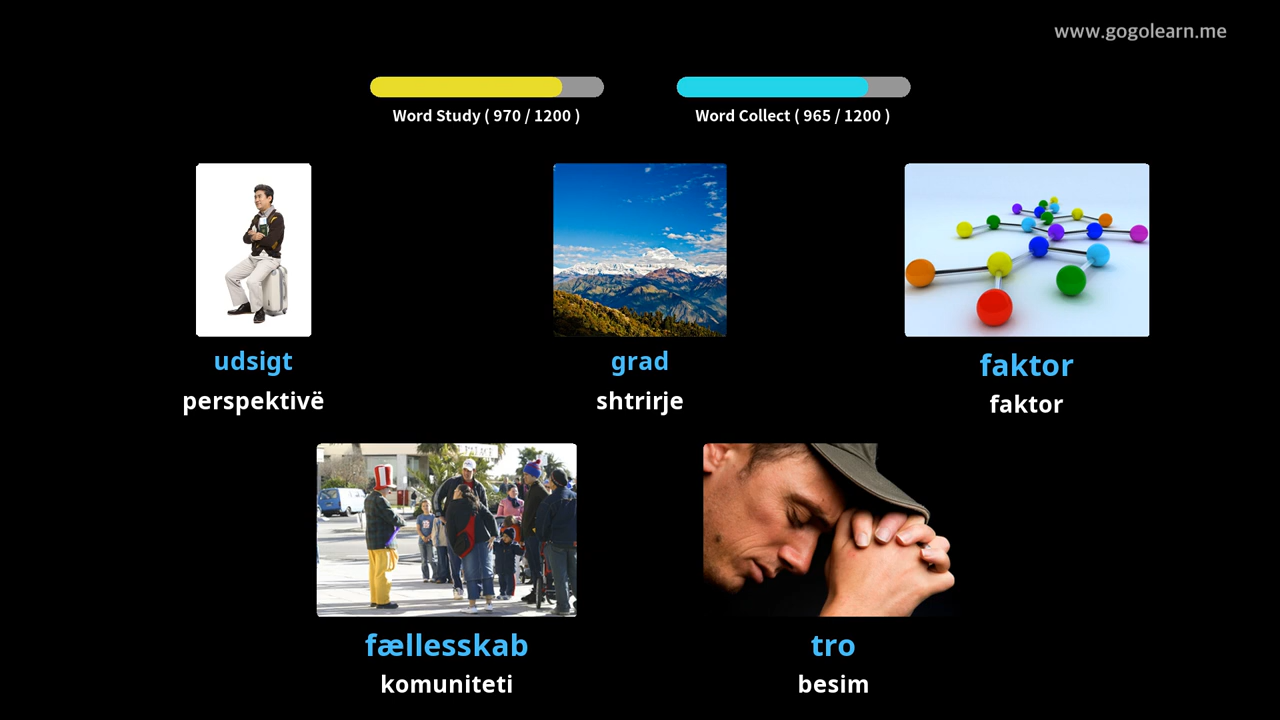 www.gogolearn.me
Word Study ( 970 / 1200 )
Word Collect ( 965 / 1200 )
udsigt
perspektivë
grad
shtrirje
faktor
faktor
fællesskab
komuniteti
tro
besim